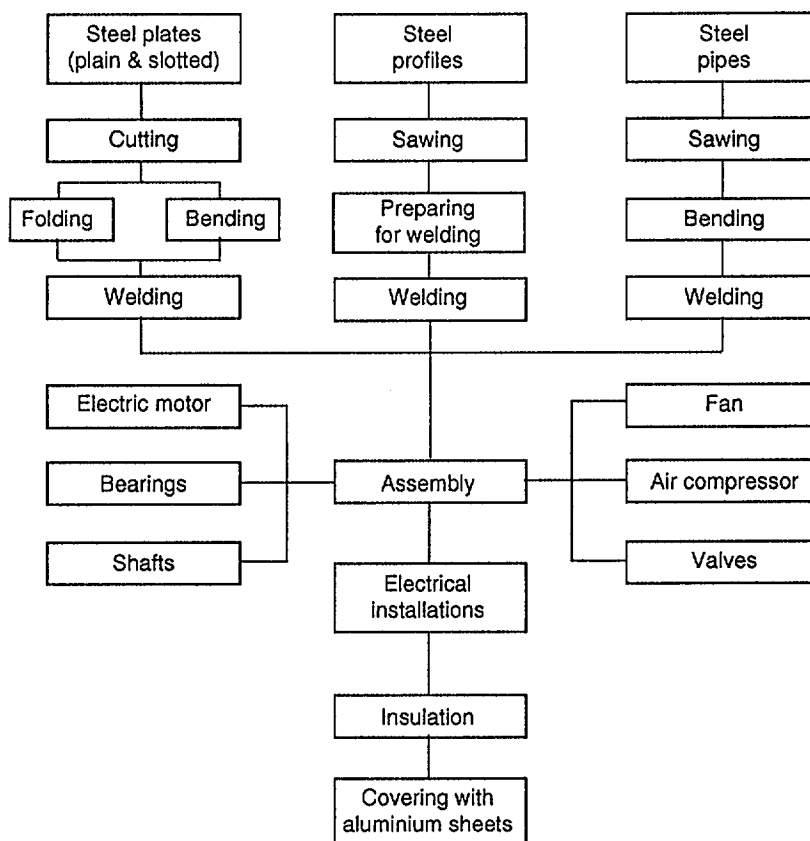 Steel plates
(plain & slotted)
Steel
profiles
Steel
pipes
Cutting
Sawing
Sawing
Folding
Bending
Preparing
for welding
Bending
Welding
Welding
Welding
Electric motor
Fan
Bearings
Assembly
Air compressor
Shafts
Valves
Electrical
installations
Insulation
Covering with
aluminium sheets